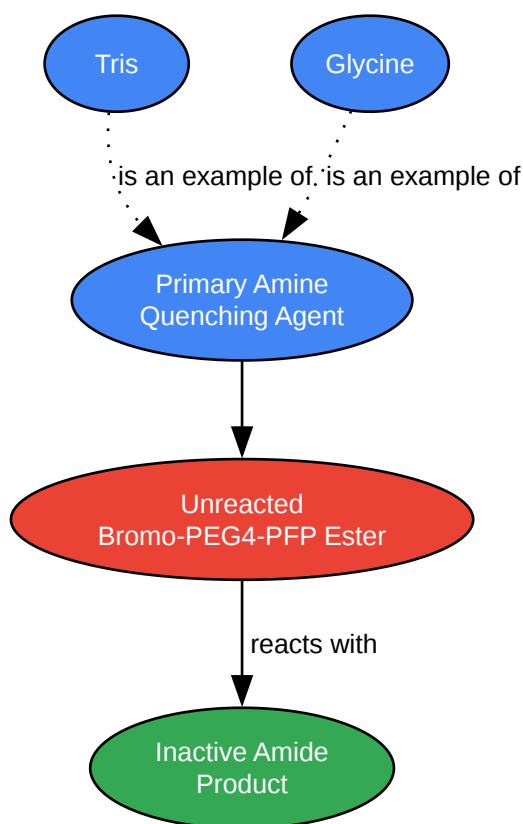 Tris
Glycine
is an example of
is an example of
Primary Amine
Quenching Agent
Unreacted
Bromo-PEG4-PFP Ester
reacts with
Inactive Amide
Product